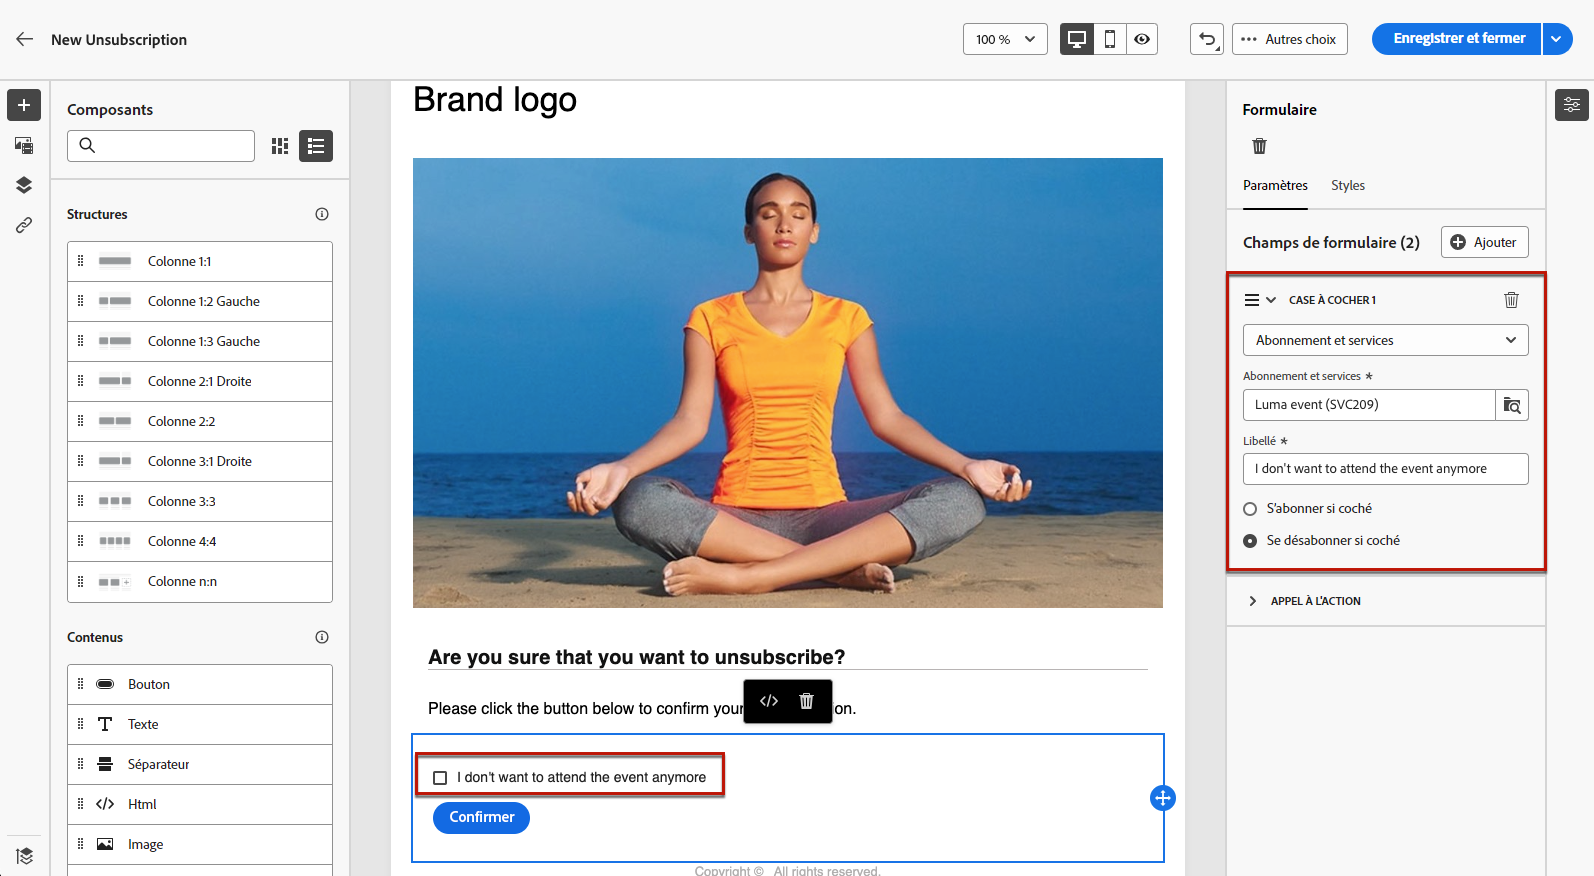 New Unsubscription
100 %
Autres choix
Enregistrer et fermer
Composants
Structures
Colonne 1:1
Colonne 1:2 Gauche
Colonne 1:3 Gauche
Colonne 2:1 Droite
Colonne 2:2
Colonne 3:1 Droite
Colonne 3:3
Colonne 4:4
Colonne n:n
Contenus
Bouton
Texte
Séparateur
Html
Image
Brand logo
Are you sure that you want to unsubscribe?
Please click the button below to confirm your on.
I don't want to attend the event anymore
Confirmer
Copyright © All rights reserved.
Formulaire
Paramètres
Styles
Champs de formulaire (2)
Ajouter
CASE À COCHER 1
Abonnement et services
Abonnement et services *
Luma event (SVC209)
Libellé *
I don't want to attend the event anymore
S'abonner si coché
Se désabonner si coché
APPEL À L'ACTION